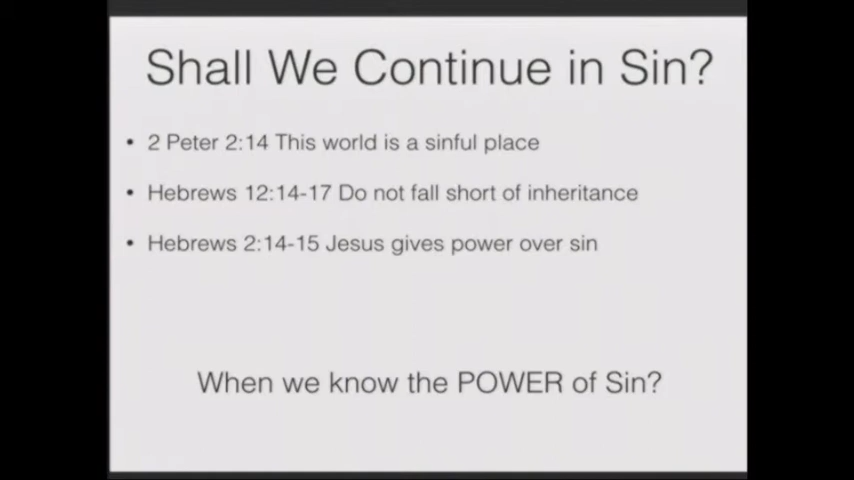 Shall We Continue in Sin?
• 2 Peter 2:14 This world is a sinful place
• Hebrews 12:14-17 Do not fall short of inheritance
• Hebrews 2:14-15 Jesus gives power over sin
When we know the POWER of Sin?